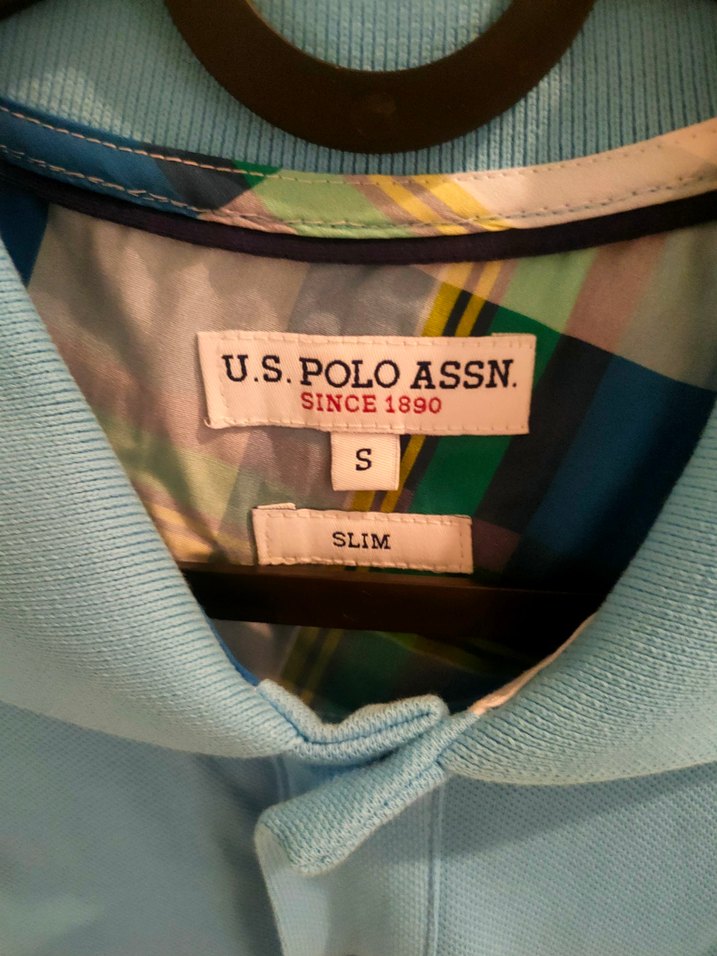 U.S. POLO ASSN.
SINCE 1890
S
SLIM